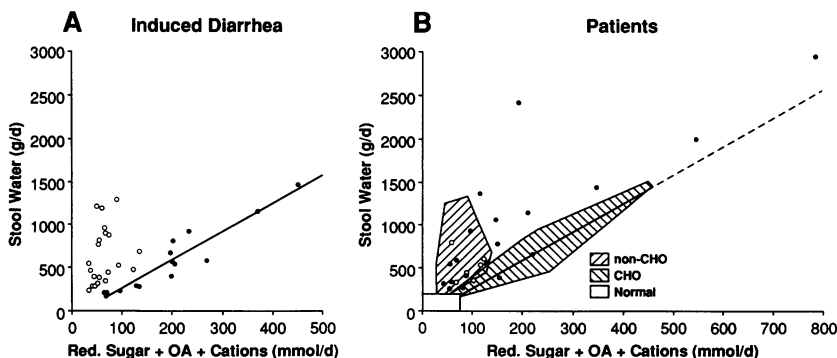 A Induced Diarrhea
3000
2500
2000
1500
1000
500
0
Stool Water (g/d)
0 100 200 300 400 500
Red. Sugar + OA + Cations (mmol/d)
B Patients
3000
2500
2000
1500
1000
500
0
Stool Water (g/d)
non-CHO
CHO
Normal
0 100 200 300 400 500 600 700 800
Red. Sugar + OA + Cations (mmol/d)